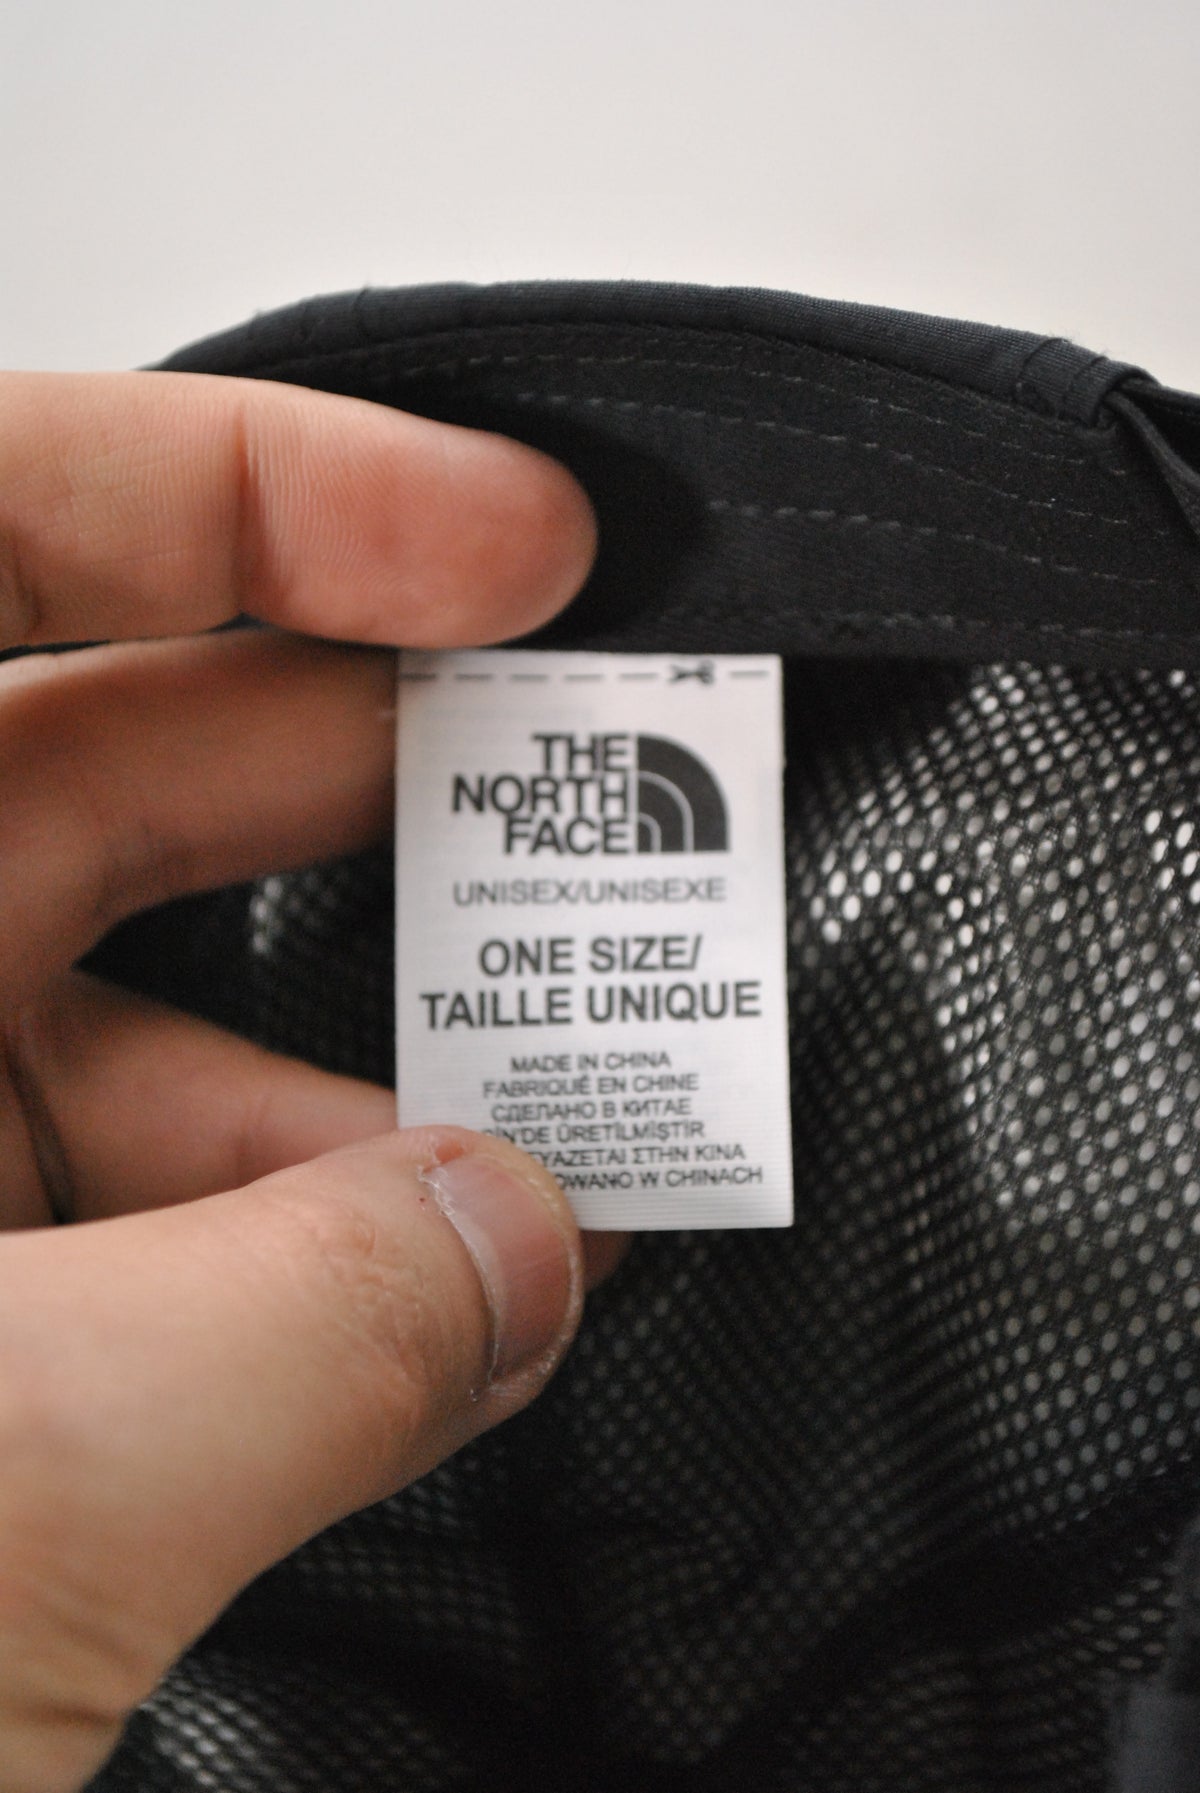 THE
NORTH
FACE
UNISEX/UNISEXE
ONE SIZE/
TAILLE UNIQUE
MADE IN CHINA
FABRIQUÉ EN CHINE
СДЕЛАНО В КИТАЕ
ÜRETİLMİŞTİR
ΣΤΗΝ ΚΙΝΑ
W CHINACH